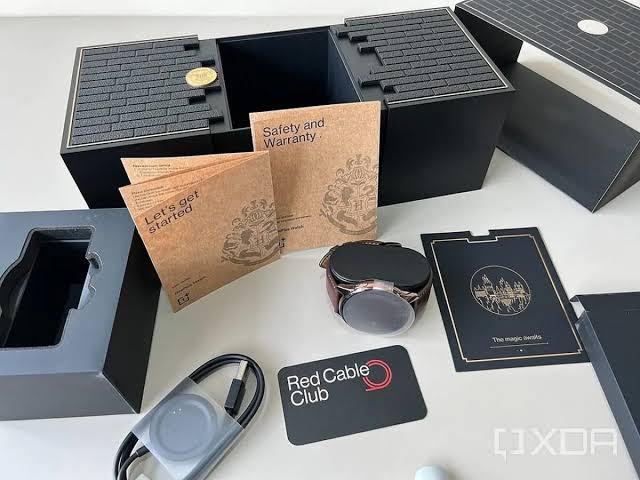 Safety and
Warranty
Let's get
started
The magic awaits
Red Cable
Club
XDA